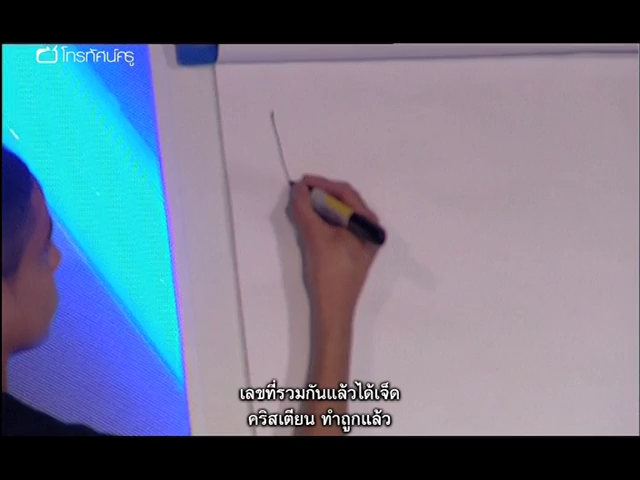 โทรทัศน์ครู
เลขที่รวมกันแล้วได้เจ็ด
คริสเตียน ทำถูกแล้ว